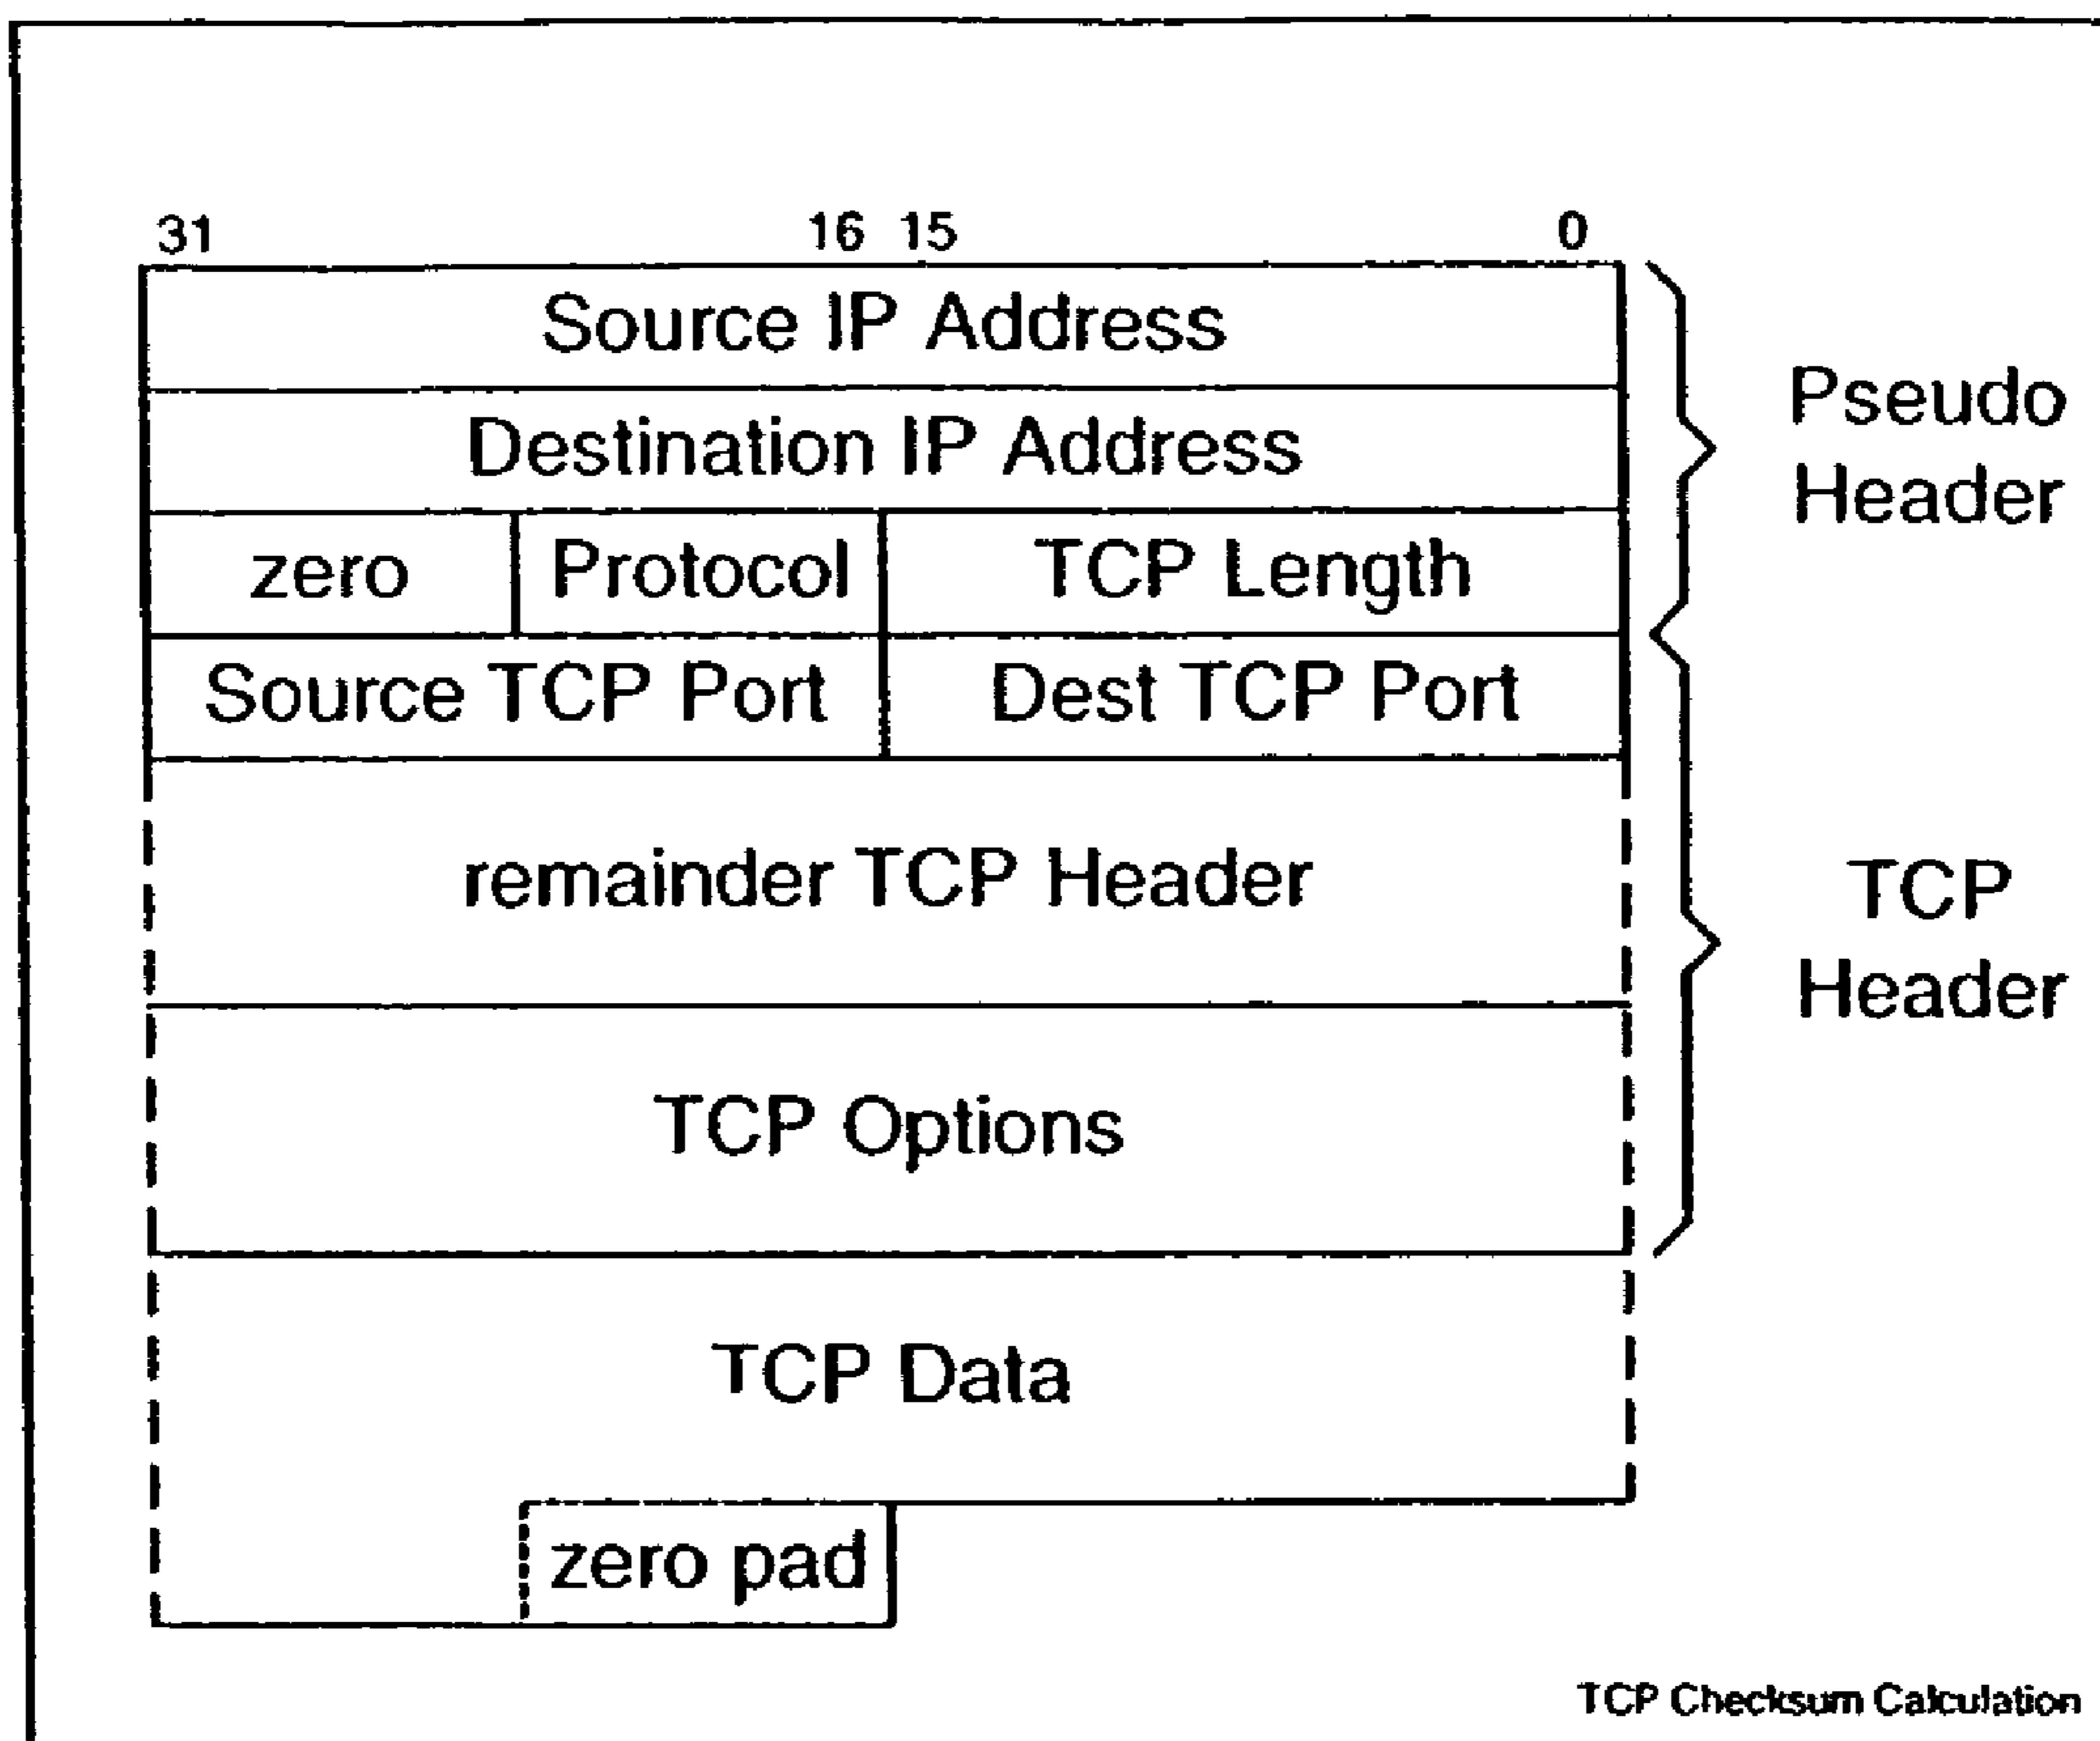 31 16 15 0
Source IP Address
Destination IP Address
Pseudo
Header
zero Protocol TCP Length
Source TCP Port Dest TCP Port
remainder TCP Header
TCP
Header
TCP Options
TCP Data
zero pad
TCP Checksum Calculation